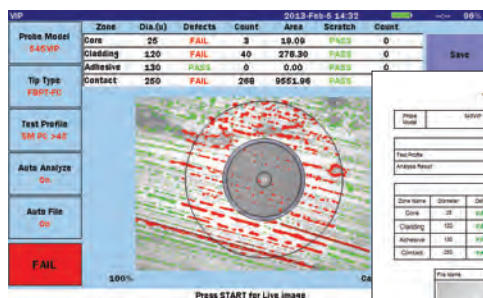 VIP 2013-Feb-5 14:32 96%
Probe Model
545VIP
Tip Type
FBPT-FC
Test Profile
SM PC >45
Auto Analyze
On
Auto File
On
FAIL
Zone Dia.(u) Defects Count Area Scratch Count
Core 25 FAIL 3 19.09 PASS 0
Cladding 120 FAIL 40 276.30 PASS 0
Adhesive 130 PASS 0 0.00 PASS 0
Contact 250 FAIL 268 9551.96 PASS 0
Save
100% Ca
Press START for Live image
Probe
Model
Test Profile
Analysis Result
Zone Name Diameter
Core 25
Cladding 120
Adhesive 130
Contact 250
File Name